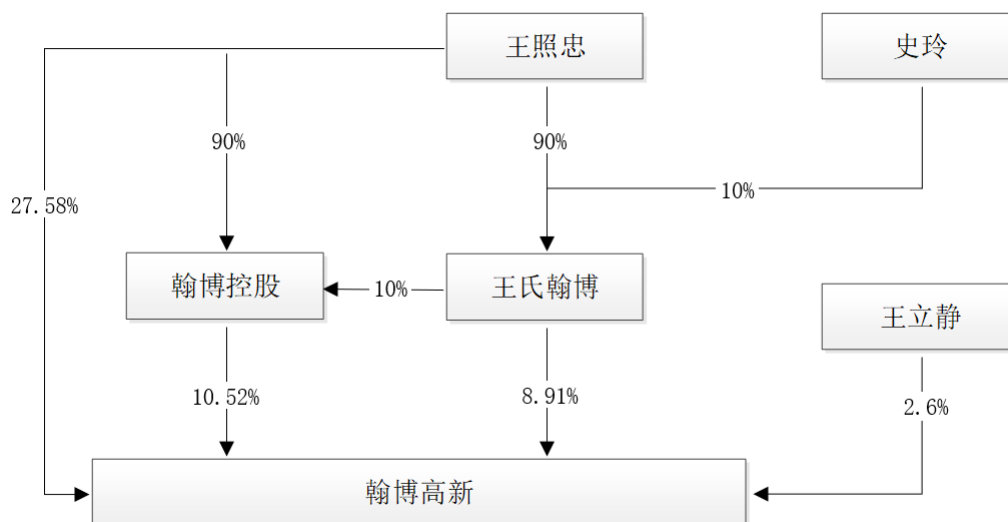 王照忠
史玲
90%
90%
10%
27.58%
翰博控股
10%
王氏翰博
王立静
10.52%
8.91%
2.6%
翰博高新